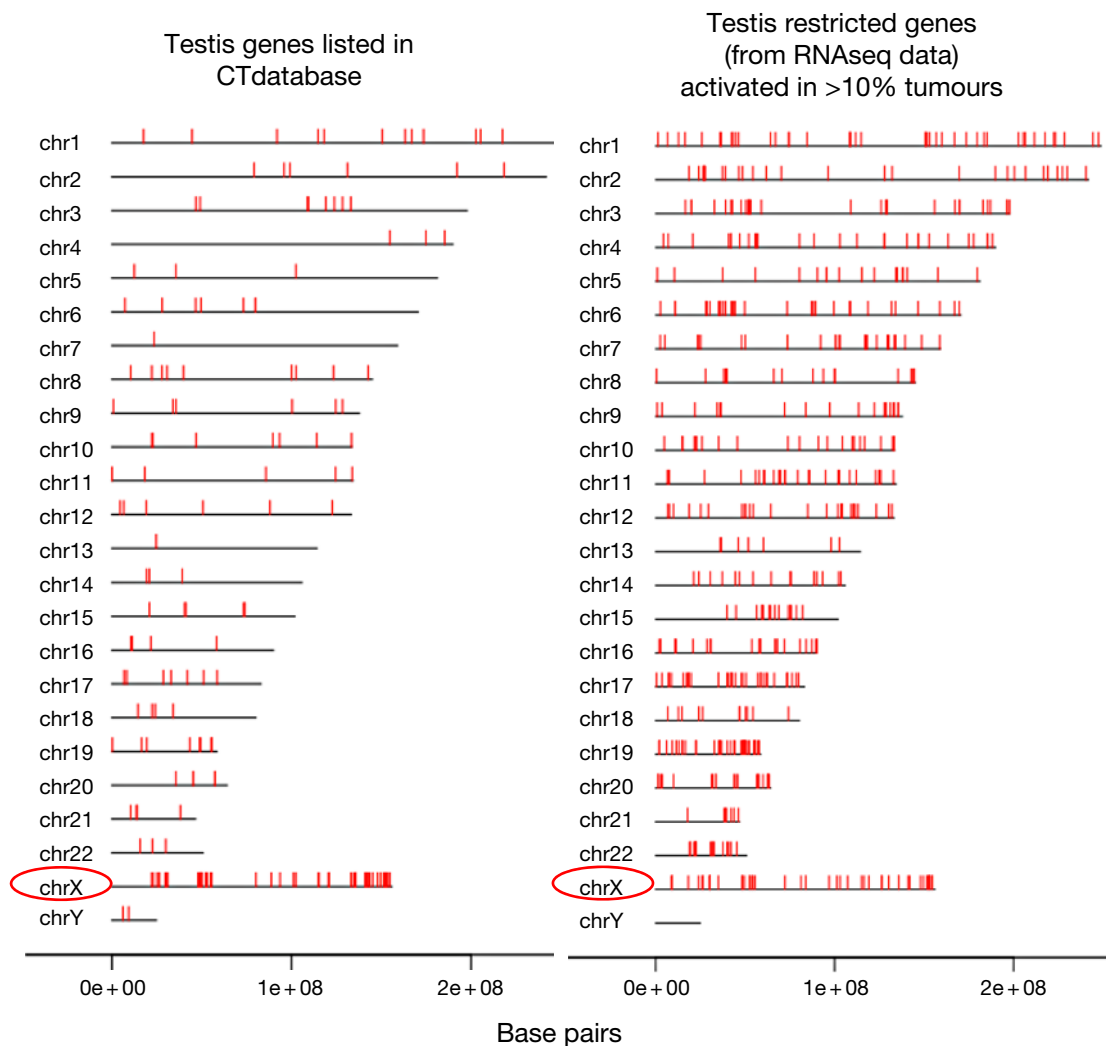 Testis genes listed in
CTdatabase
chr1
chr2
chr3
chr4
chr5
chr6
chr7
chr8
chr9
chr10
chr11
chr12
chr13
chr14
chr15
chr16
chr17
chr18
chr19
chr20
chr21
chr22
chrX
chrY
0e+00 1e+08 2e+08
Testis restricted genes
(from RNAseq data)
activated in >10% tumours
chr1
chr2
chr3
chr4
chr5
chr6
chr7
chr8
chr9
chr10
chr11
chr12
chr13
chr14
chr15
chr16
chr17
chr18
chr19
chr20
chr21
chr22
chrX
chrY
0e+00 1e+08 2e+08
Base pairs